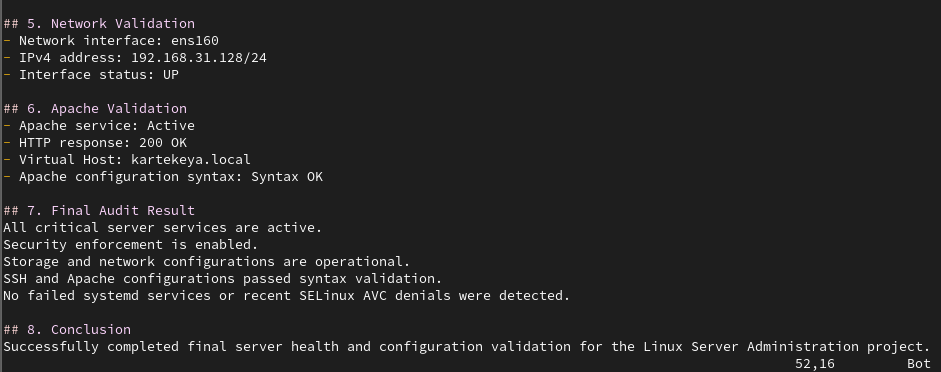 ## 5. Network Validation
- Network interface: ens160
- IPv4 address: 192.168.31.128/24
- Interface status: UP
## 6. Apache Validation
- Apache service: Active
- HTTP response: 200 OK
- Virtual Host: kartekeya.local
- Apache configuration syntax: Syntax OK
## 7. Final Audit Result
All critical server services are active.
Security enforcement is enabled.
Storage and network configurations are operational.
SSH and Apache configurations passed syntax validation.
No failed systemd services or recent SELinux AVC denials were detected.
## 8. Conclusion
Successfully completed final server health and configuration validation for the Linux Server Administration project.
52,16 Bot